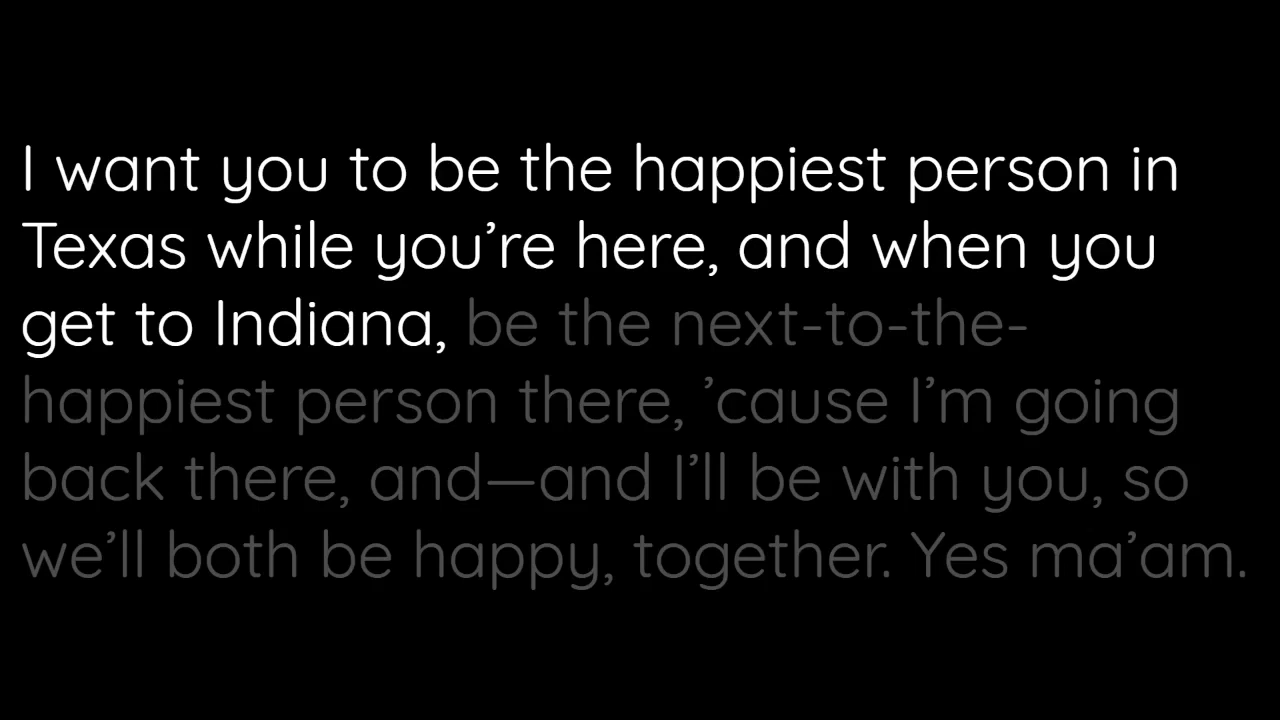 I want you to be the happiest person in
Texas while you’re here, and when you
get to Indiana, be the next-to-the-
happiest person there, ’cause I’m going
back there, and—and I’ll be with you, so
we’ll both be happy, together. Yes ma’am.